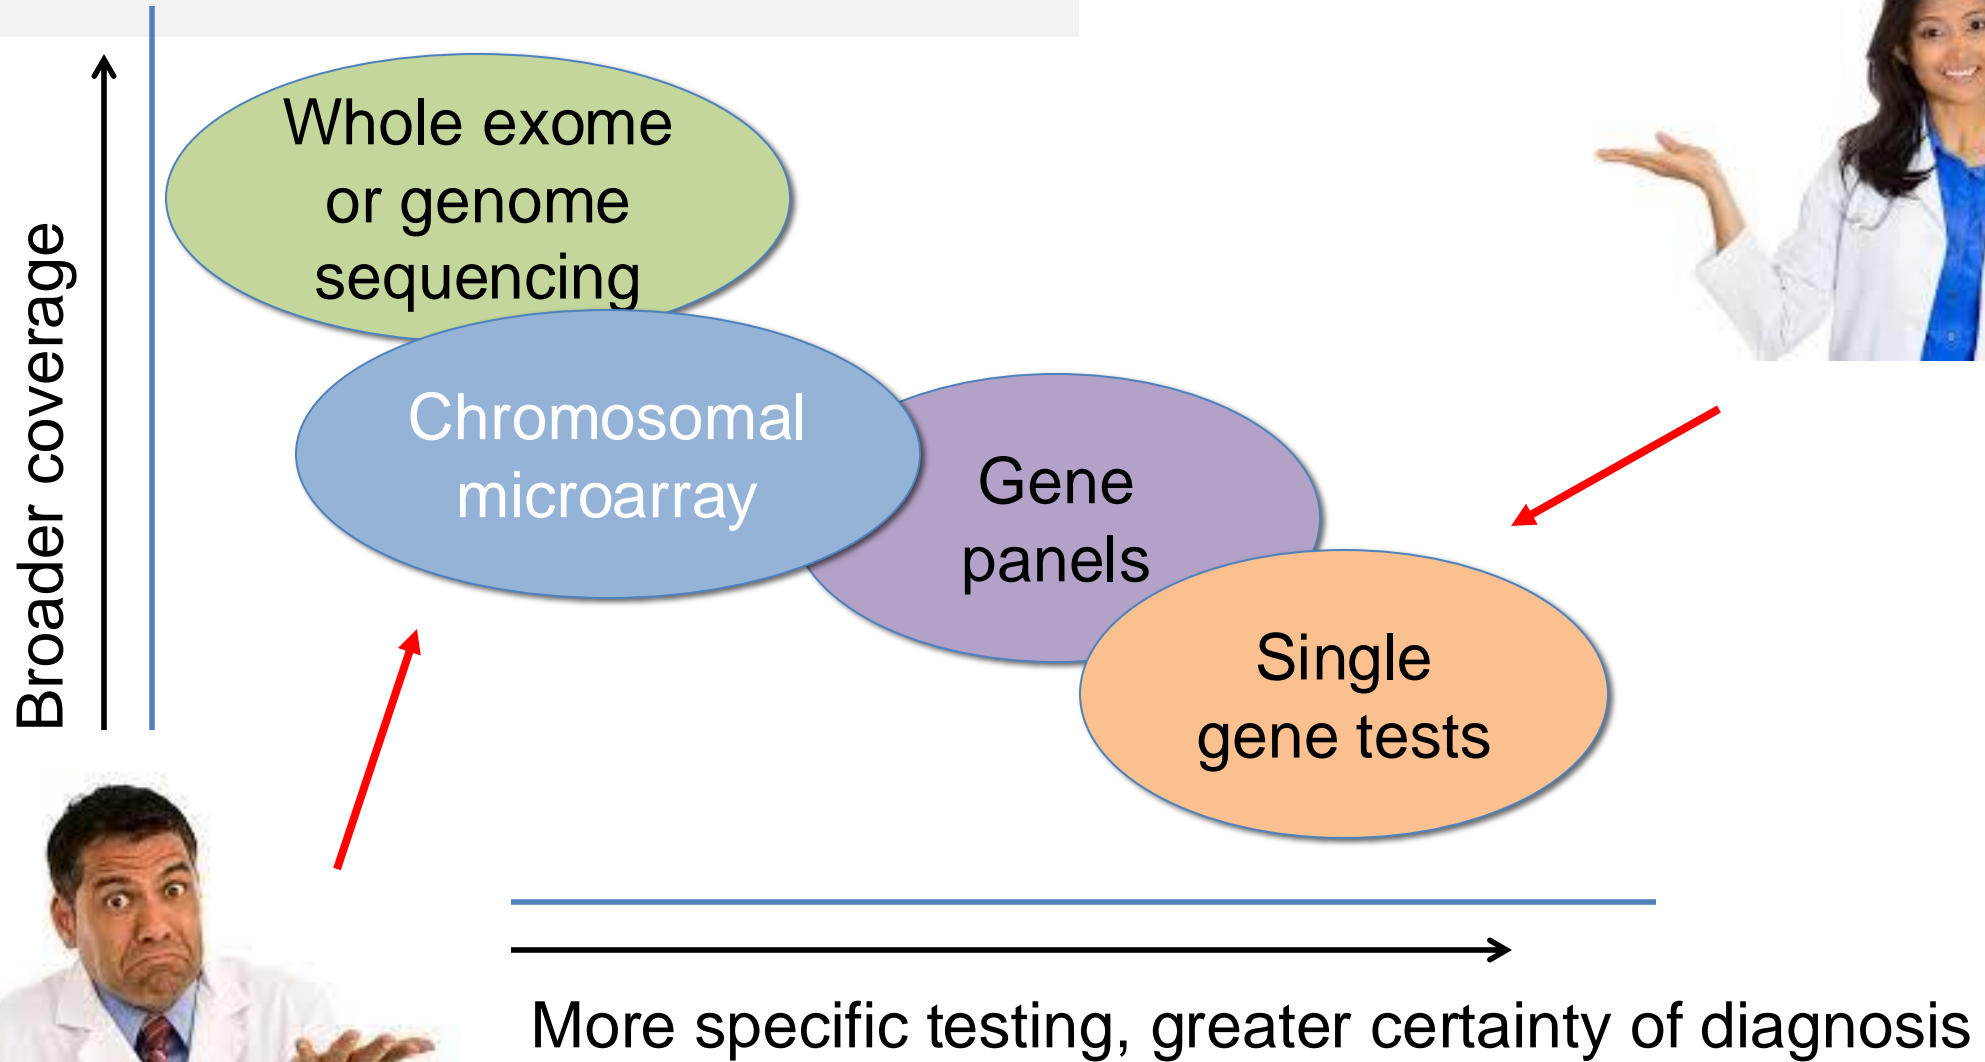 Whole exome
or genome
sequencing
Broader coverage
Chromosomal
microarray
Gene
panels
Single
gene tests
More specific testing, greater certainty of diagnosis